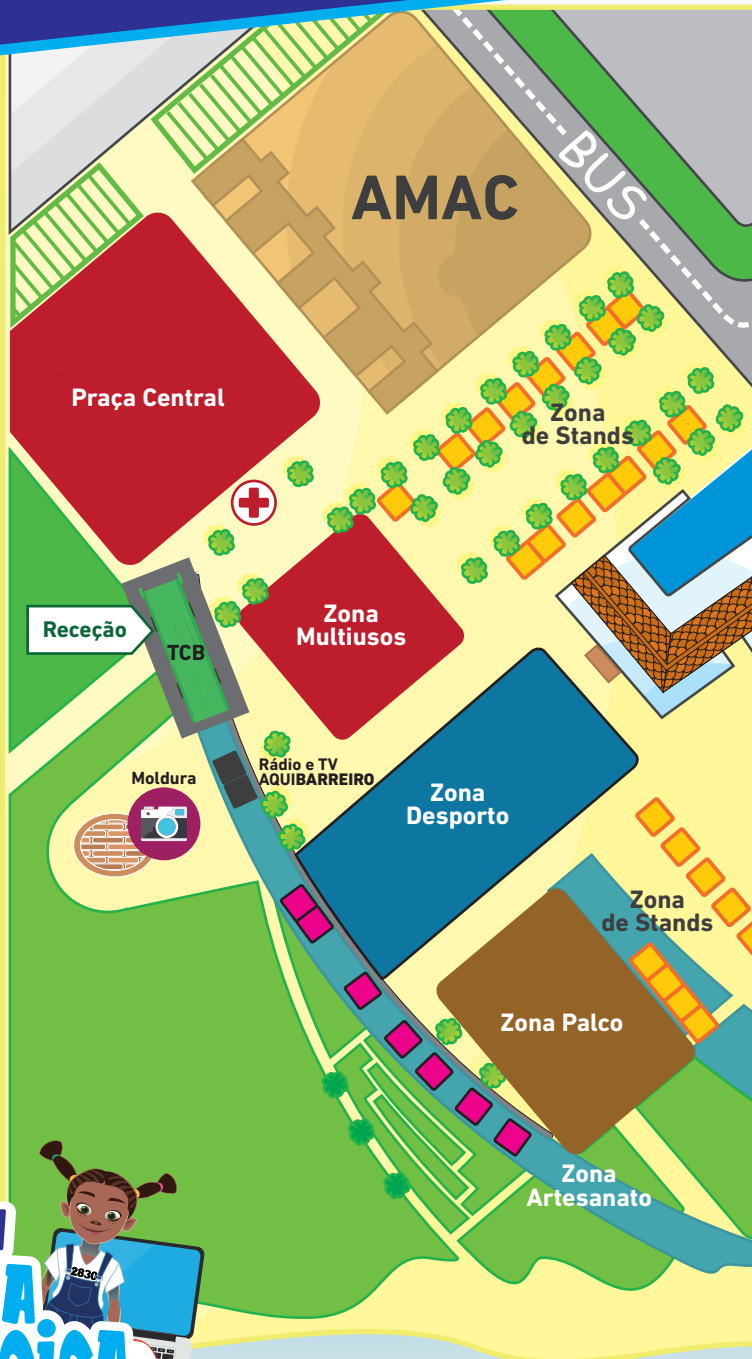 BUS
AMAC
Praça Central
Zona
de Stands
Receção
TCB
Zona
Multiusos
Moldura
Rádio e TV
AQUIBARREIRO
Zona
Desporto
Zona
de Stands
Zona Palco
Zona
Artesanato
2830
A